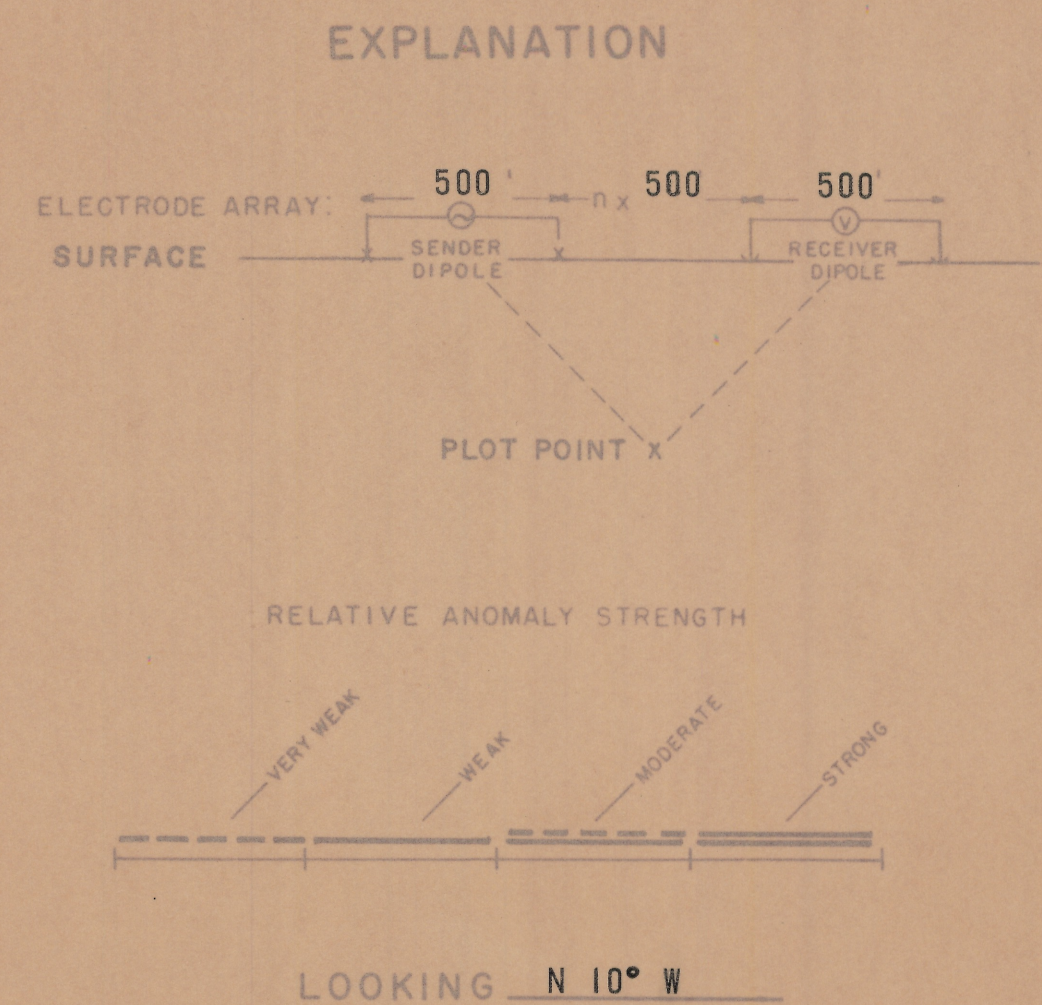 EXPLANATION
500' n x 500 500'
ELECTRODE ARRAY:
V
SURFACE
SENDER DIPOLE
RECEIVER DIPOLE
PLOT POINT X
RELATIVE ANOMALY STRENGTH
VERY WEAK
WEAK
MODERATE
STRONG
LOOKING N 10° W